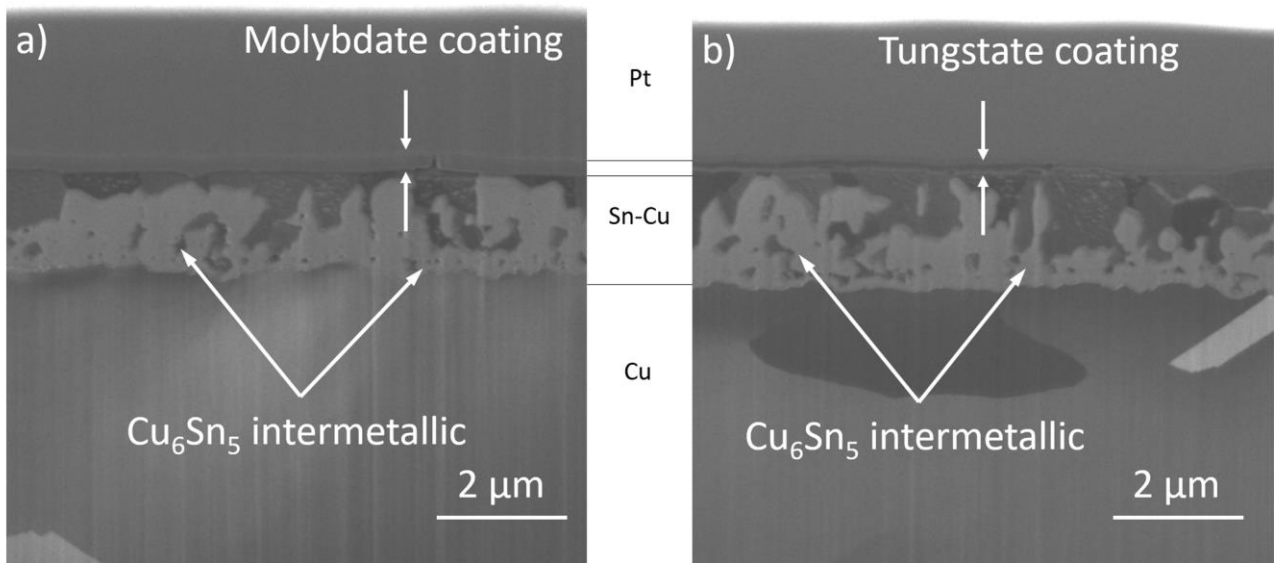 a)
Molybdate coating
Cu₆Sn₅ intermetallic
2 μm
Pt
Sn-Cu
Cu
b)
Tungstate coating
Cu₆Sn₅ intermetallic
2 μm